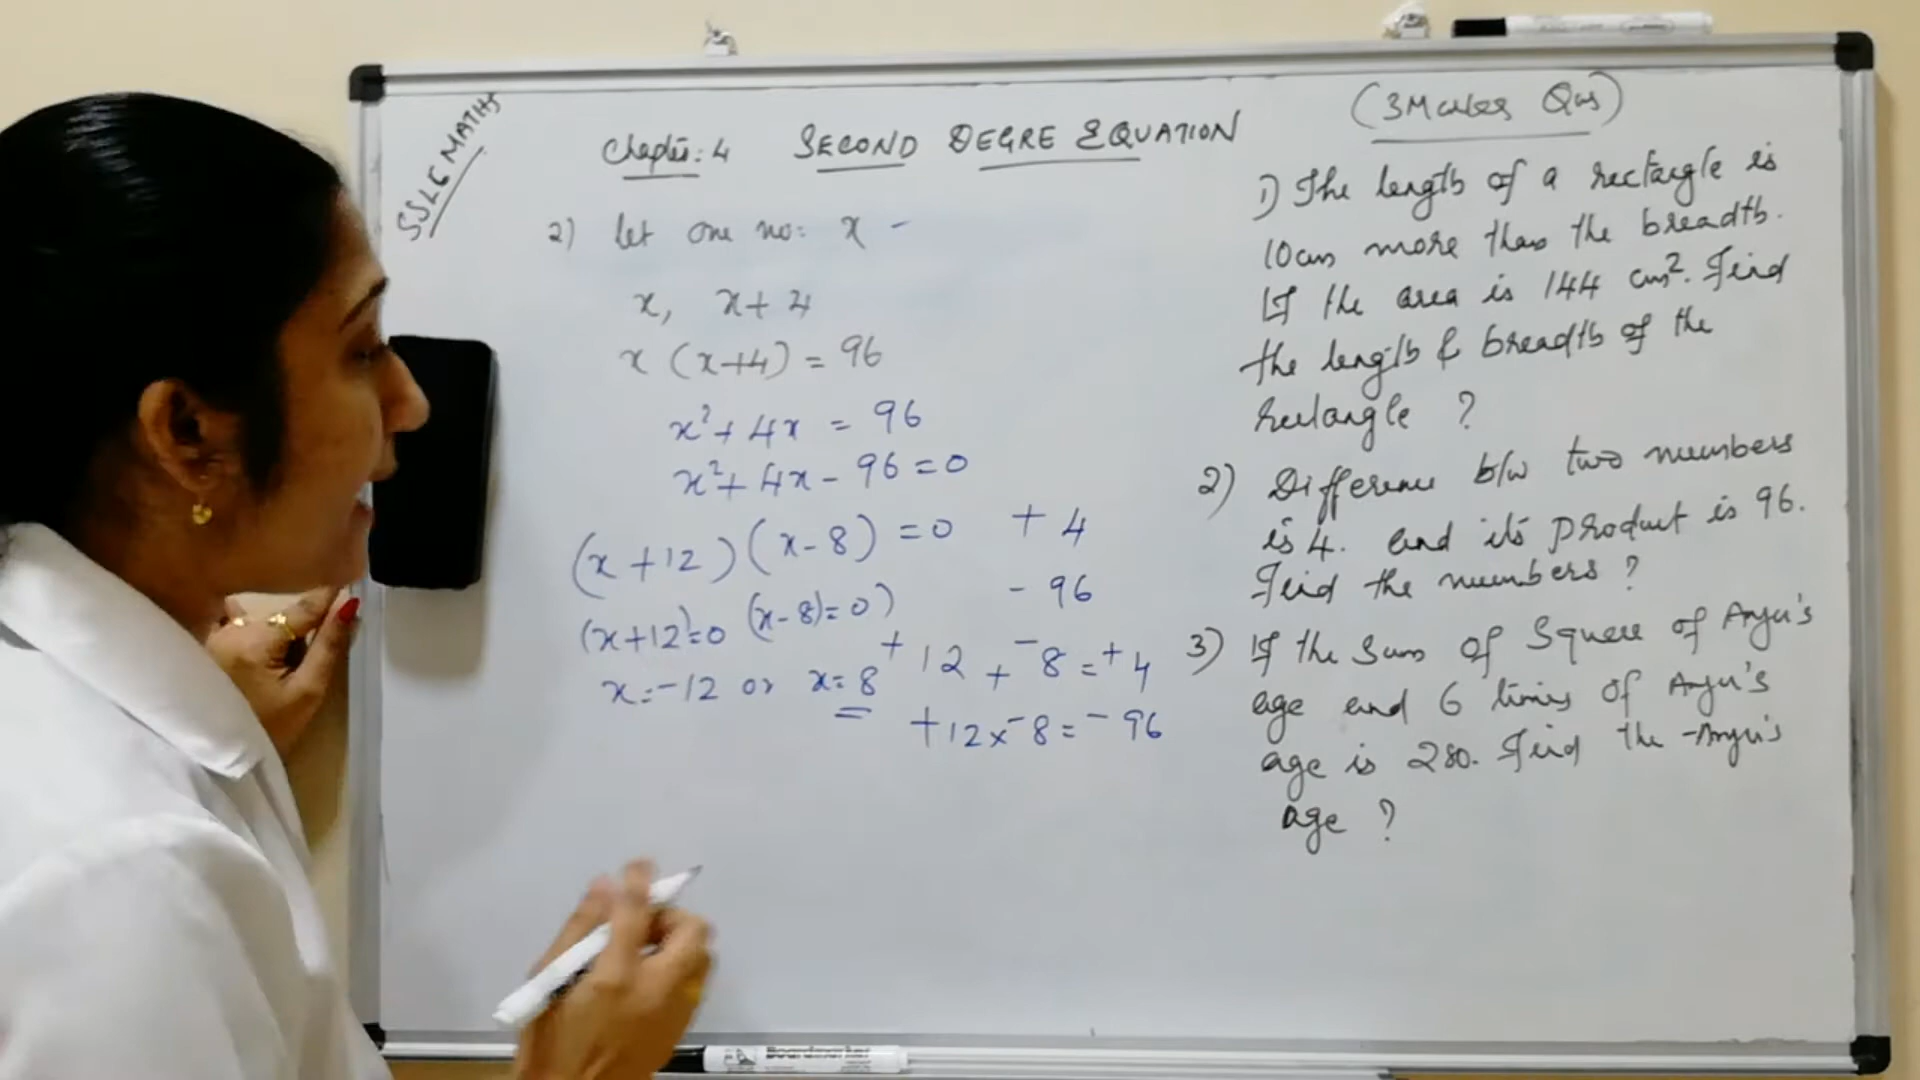 SSLC MATHS
Chapter: 4 SECOND DEGRE EQUATION
2) let one no: x -
x, x+4
x (x+4) = 96
x²+ 4x = 96
x²+ 4x - 96 = 0
(x+12) (x-8) = 0 + 4
- 96
(x+12)=0 (x-8)=0)
+12 + -8 = +4
x=-12 or x=8
+12x-8= -96
(3Marks Qns)
1) The length of a rectangle is
10cm more than the breadth.
If the area is 144 cm². Find
the length & breadth of the
rectangle ?
2) Difference b/w two numbers
is 4. and its product is 96.
Find the numbers ?
3) If the Sum of Square of Anju's
age and 6 times of Anju's
age is 280. Find the Anju's
age ?
Boardmarker